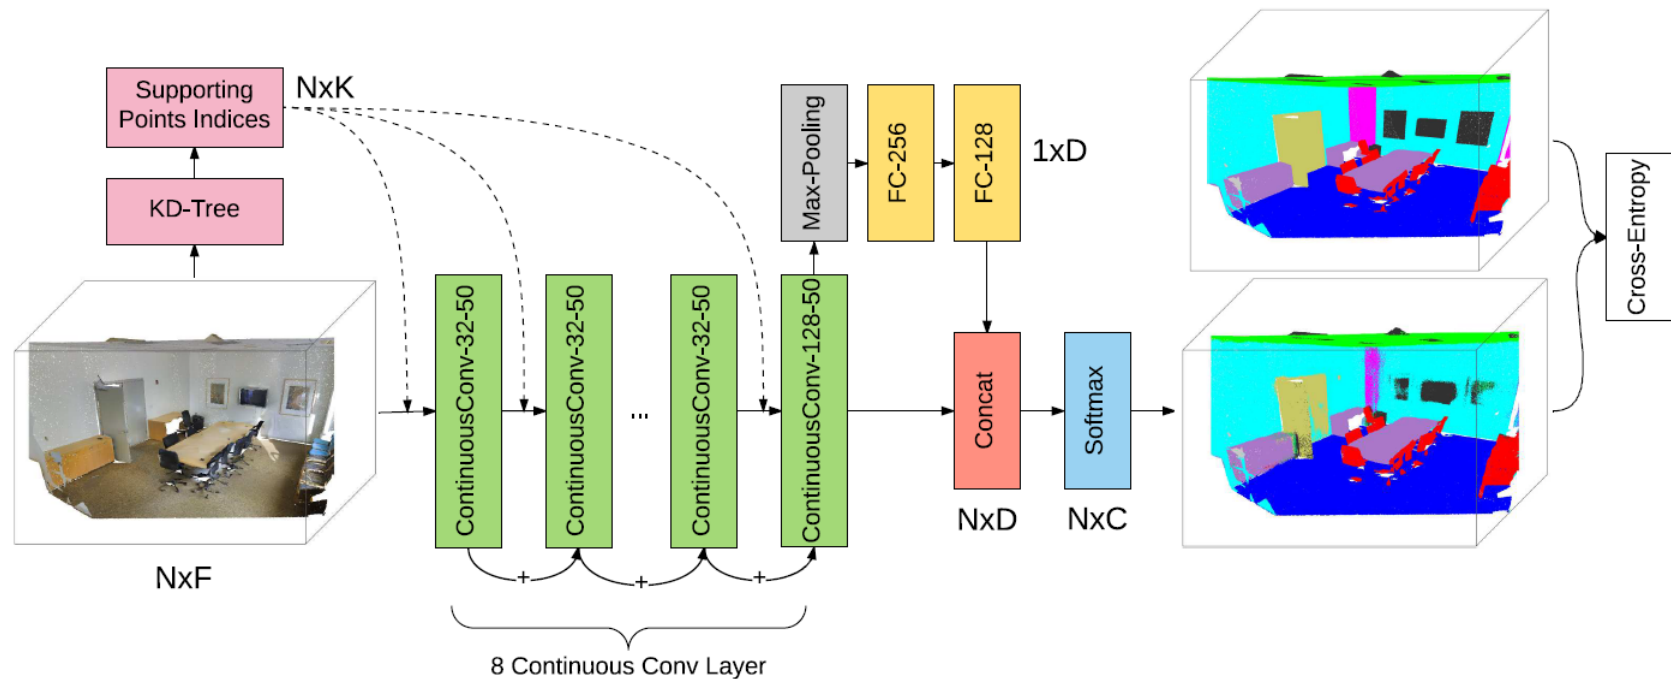 Supporting
Points Indices
NxK
KD-Tree
NxF
ContinuousConv-32-50
ContinuousConv-32-50
...
ContinuousConv-32-50
ContinuousConv-128-50
+
+
+
8 Continuous Conv Layer
Max-Pooling
FC-256
FC-128
1xD
Concat
NxD
Softmax
NxC
Cross-Entropy